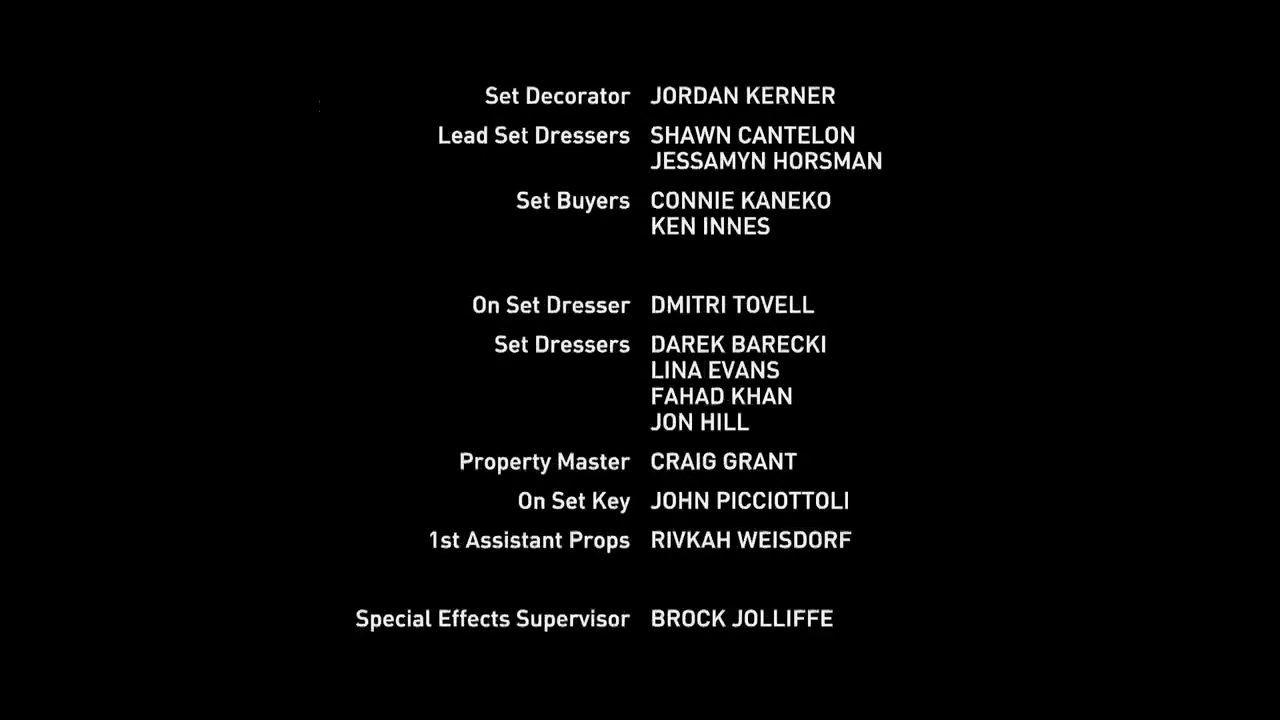 Set Decorator JORDAN KERNER
Lead Set Dressers SHAWN CANTELON
JESSAMYN HORSMAN
Set Buyers CONNIE KANEKO
KEN INNES
On Set Dresser DMITRI TOVELL
Set Dressers DAREK BARECKI
LINA EVANS
FAHAD KHAN
JON HILL
Property Master CRAIG GRANT
On Set Key JOHN PICCIOTTOLI
1st Assistant Props RIVKAH WEISDORF
Special Effects Supervisor BROCK JOLLIFFE